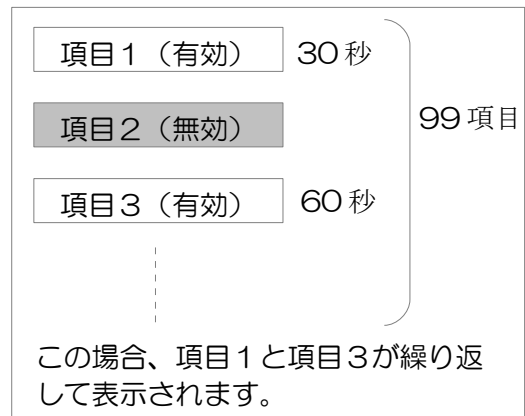 項目１（有効） 30秒
99項目
項目２（無効）
項目３（有効） 60秒
この場合、項目１と項目３が繰り返
して表示されます。